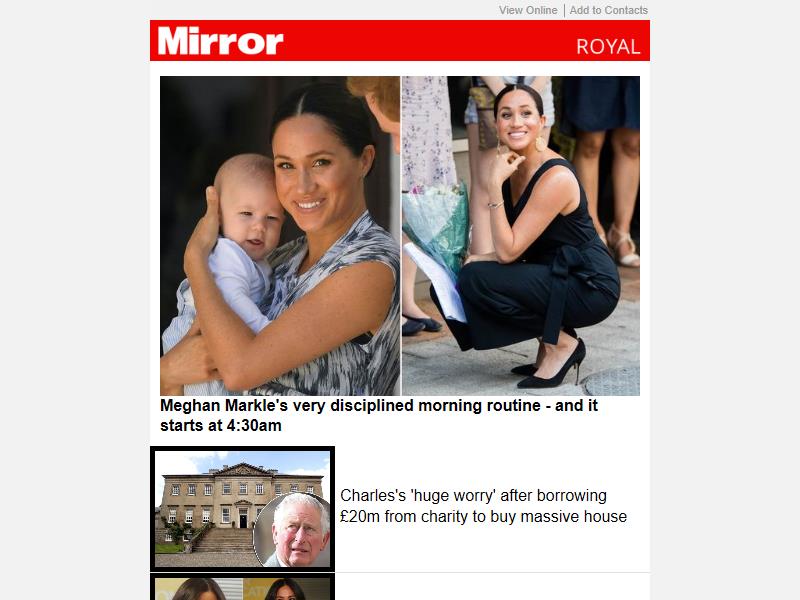 View Online | Add to Contacts
Mirror
ROYAL
Meghan Markle's very disciplined morning routine - and it
starts at 4:30am
Charles's 'huge worry' after borrowing
£20m from charity to buy massive house